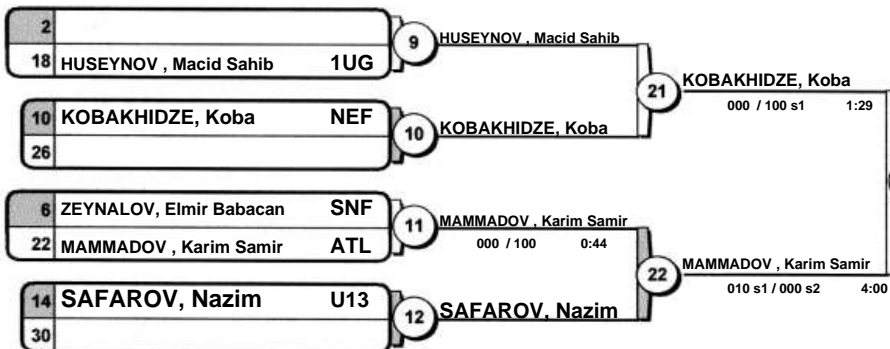 2
18 HUSEYNOV , Macid Sahib 1UG
9
HUSEYNOV , Macid Sahib
10 KOBAKHIDZE, Koba NEF
26
10
KOBAKHIDZE, Koba
21
KOBAKHIDZE, Koba
000 / 100 s1 1:29
6 ZEYNALOV, Elmir Babacan SNF
22 MAMMADOV , Karim Samir ATL
11
MAMMADOV , Karim Samir
000 / 100 0:44
14 SAFAROV, Nazim U13
30
12
SAFAROV, Nazim
22
MAMMADOV , Karim Samir
010 s1 / 000 s2 4:00